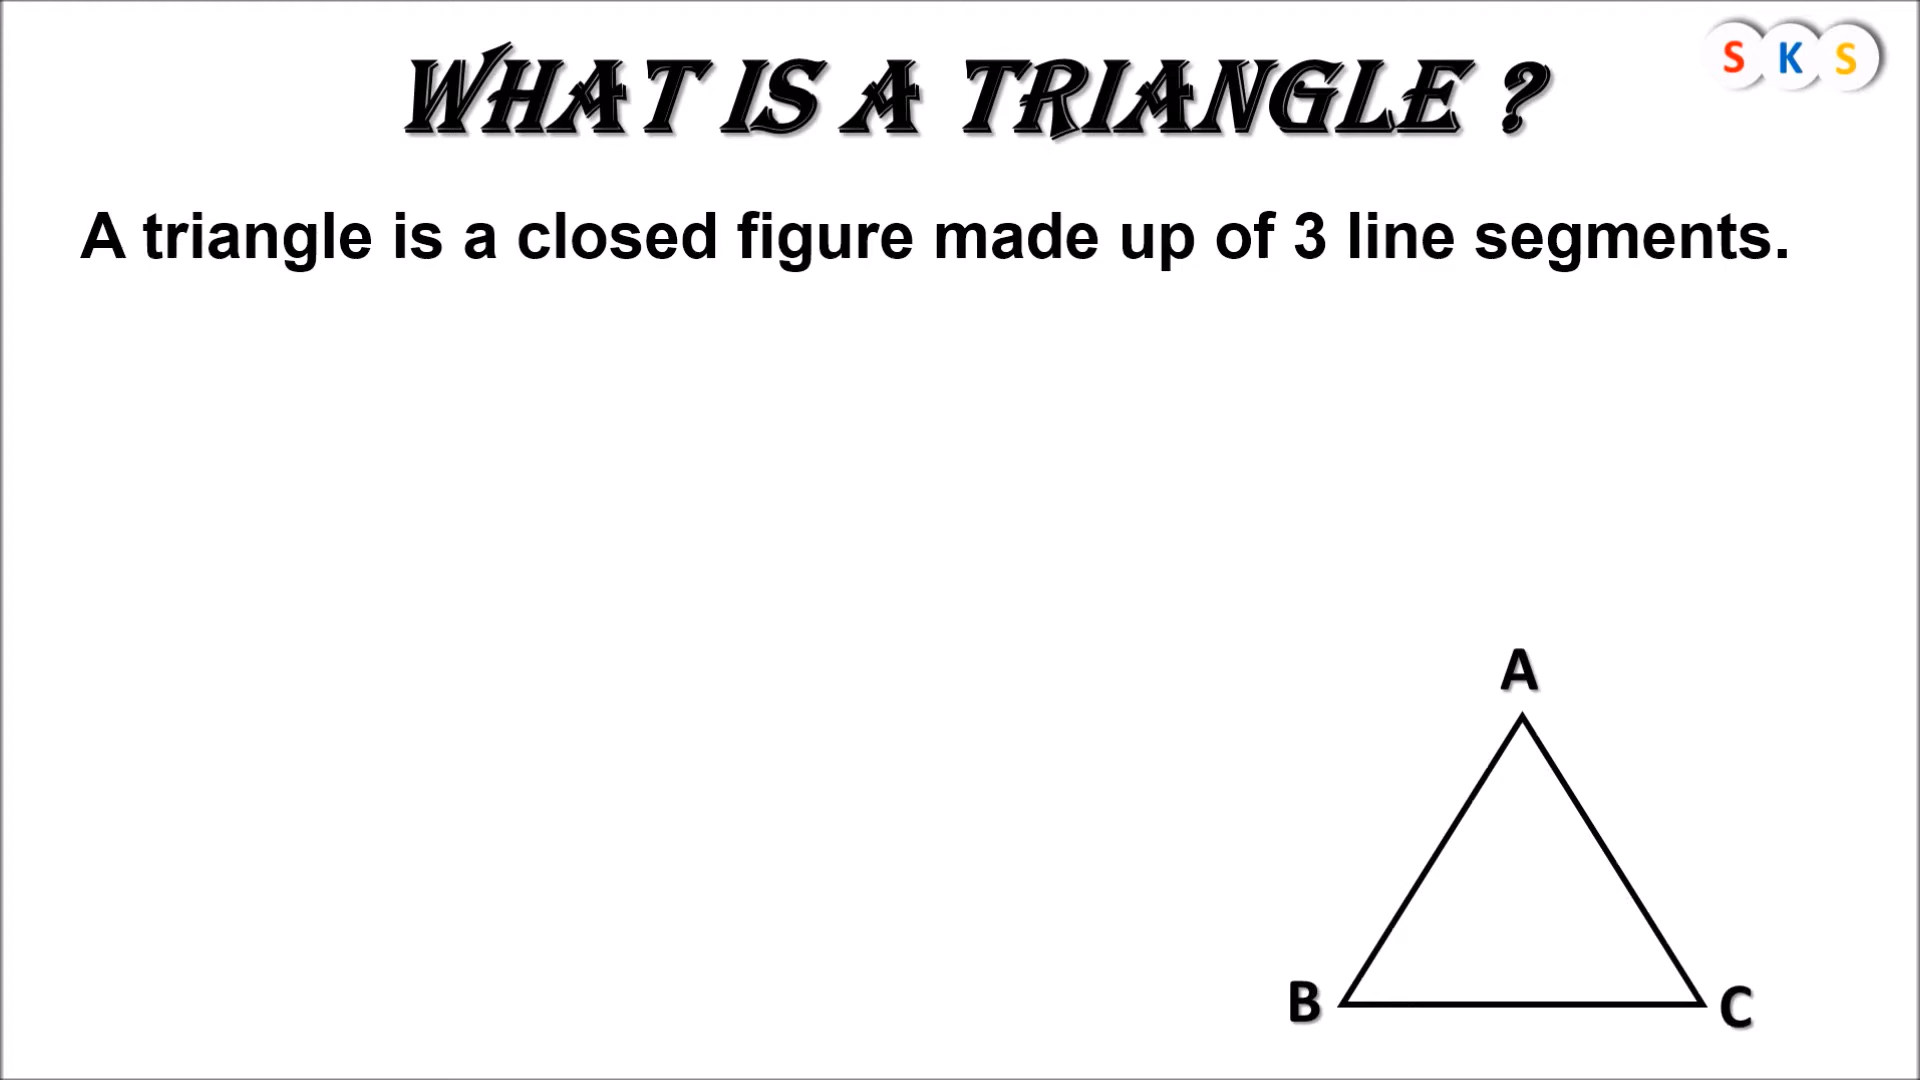 WHAT IS A TRIANGLE ?
S K S
A triangle is a closed figure made up of 3 line segments.
A
B
C